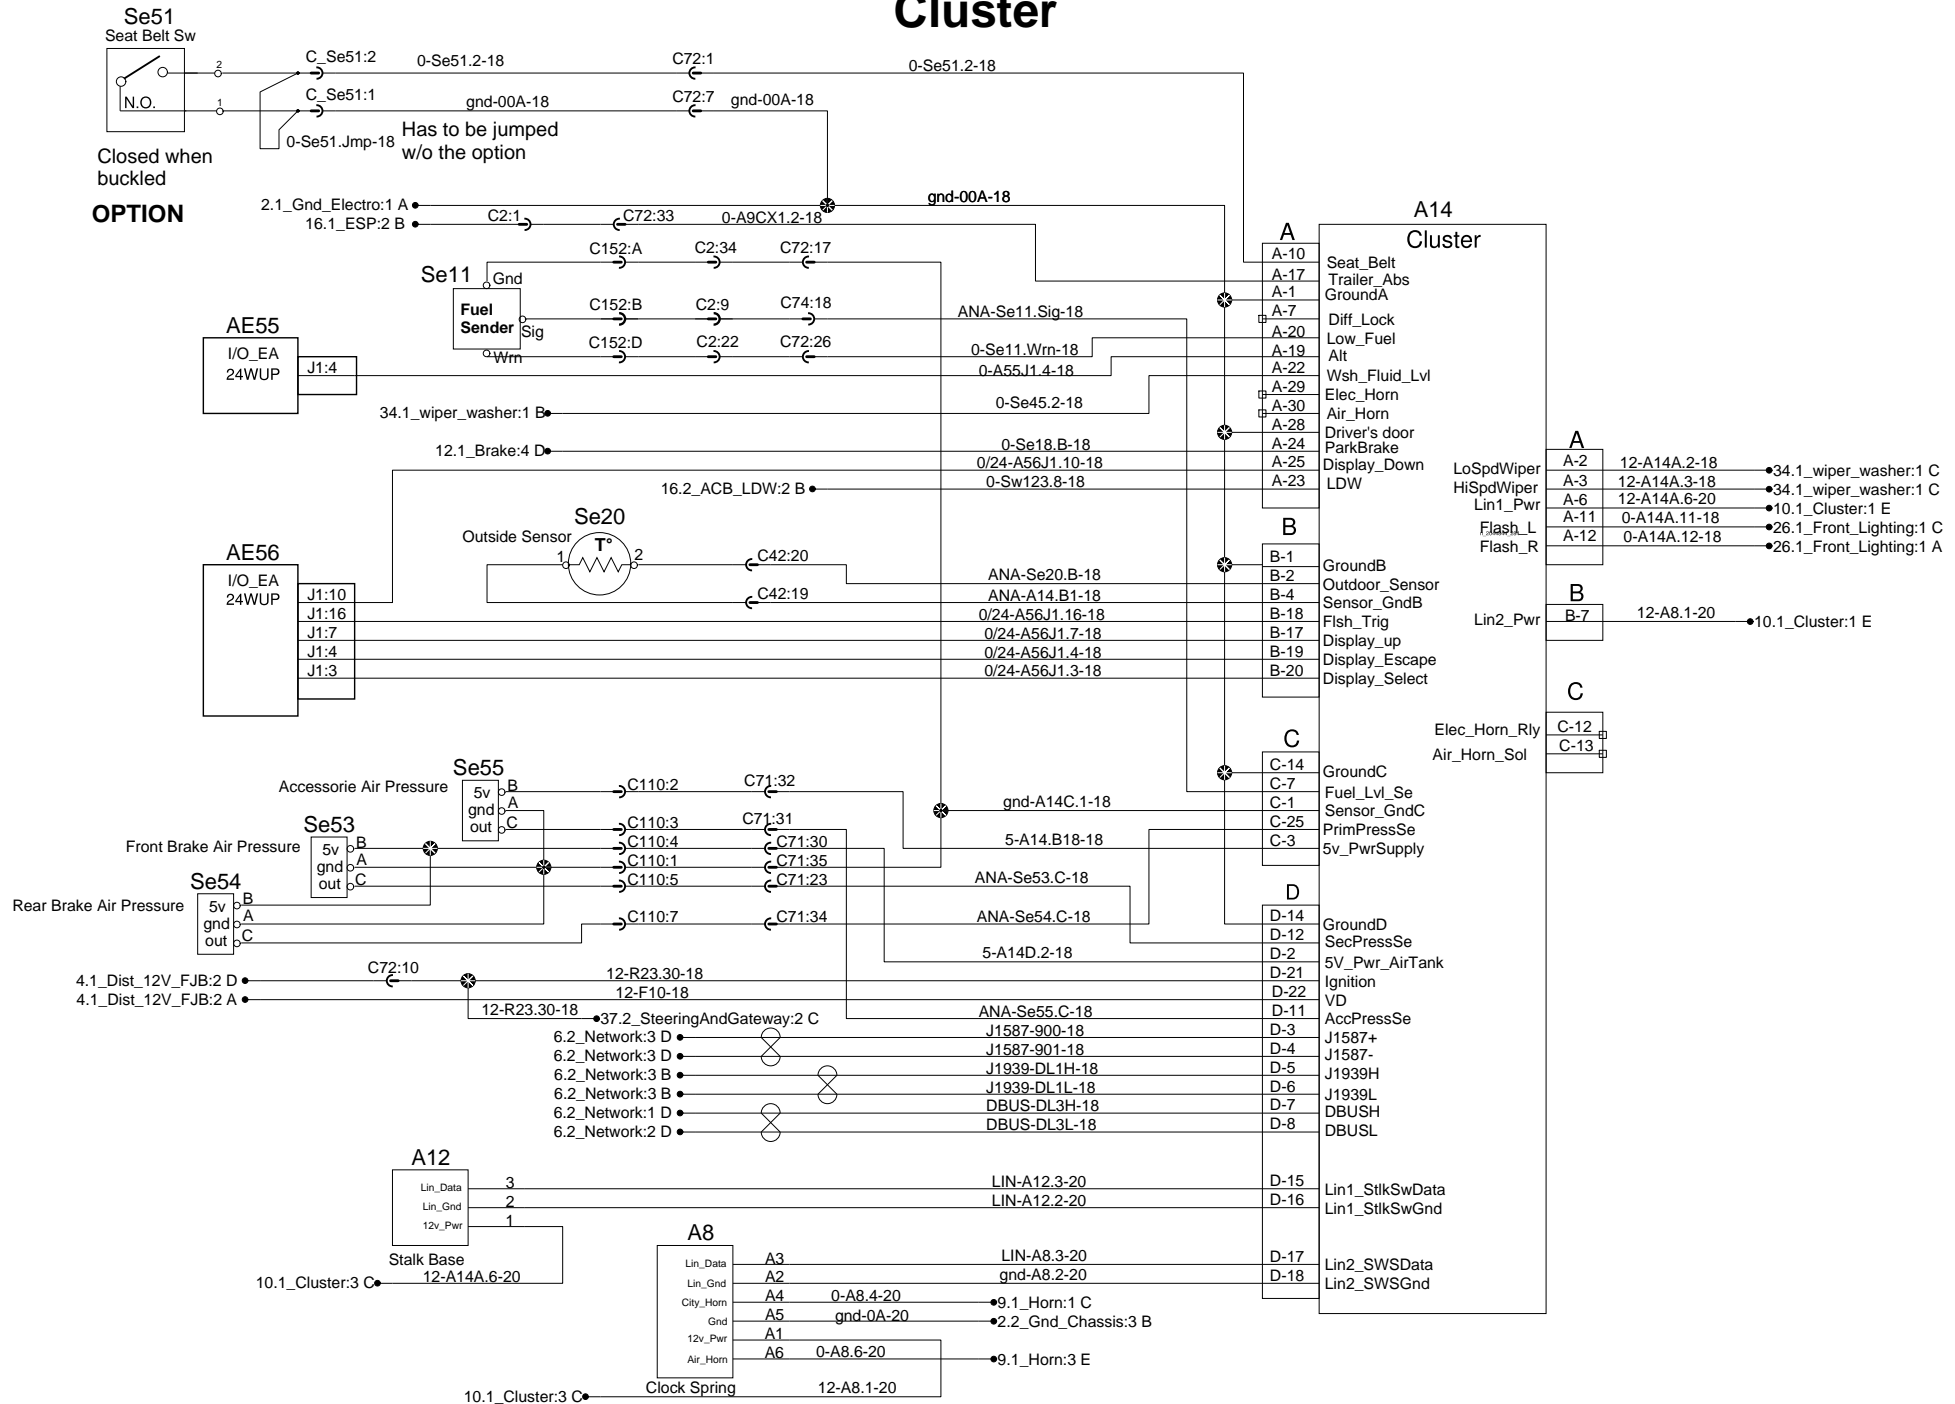 Cluster
Se51
Seat Belt Sw
N.O.
2
1
C_Se51:2
0-Se51.2-18
C72:1
0-Se51.2-18
C_Se51:1
gnd-00A-18
C72:7
gnd-00A-18
0-Se51.Jmp-18
Has to be jumped
w/o the option
Closed when
buckled
OPTION
2.1_Gnd_Electro:1 A
gnd-00A-18
16.1_ESP:2 B
C2:1
C72:33
0-A9CX1.2-18
Se11
Fuel
Sender
Gnd
Sig
Wrn
C152:A
C2:34
C72:17
C152:B
C2:9
C74:18
ANA-Se11.Sig-18
C152:D
C2:22
C72:26
0-Se11.Wrn-18
AE55
I/O_EA
24WUP
J1:4
0-A55J1.4-18
34.1_wiper_washer:1 B
0-Se45.2-18
12.1_Brake:4 D
0-Se18.B-18
0/24-A56J1.10-18
16.2_ACB_LDW:2 B
0-Sw123.8-18
Se20
Outside Sensor
T°
1
2
C42:20
ANA-Se20.B-18
C42:19
ANA-A14.B1-18
AE56
I/O_EA
24WUP
J1:10
J1:16
J1:7
J1:4
J1:3
0/24-A56J1.16-18
0/24-A56J1.7-18
0/24-A56J1.4-18
0/24-A56J1.3-18
A14
Cluster
A
A-10 Seat_Belt
A-17 Trailer_Abs
A-1 GroundA
A-7 Diff_Lock
A-20 Low_Fuel
A-19 Alt
A-22 Wsh_Fluid_Lvl
A-29 Elec_Horn
A-30 Air_Horn
A-28 Driver's door
A-24 ParkBrake
A-25 Display_Down
A-23 LDW
B
B-1 GroundB
B-2 Outdoor_Sensor
B-4 Sensor_GndB
B-18 Flsh_Trig
B-17 Display_up
B-19 Display_Escape
B-20 Display_Select
C
C-14 GroundC
C-7 Fuel_Lvl_Se
C-1 Sensor_GndC
C-25 PrimPressSe
C-3 5v_PwrSupply
D
D-14 GroundD
D-12 SecPressSe
D-2 5V_Pwr_AirTank
D-21 Ignition
D-22 VD
D-11 AccPressSe
D-3 J1587+
D-4 J1587-
D-5 J1939H
D-6 J1939L
D-7 DBUSH
D-8 DBUSL
D-15 Lin1_StlkSwData
D-16 Lin1_StlkSwGnd
D-17 Lin2_SWSData
D-18 Lin2_SWSGnd
A
LoSpdWiper A-2 12-A14A.2-18 34.1_wiper_washer:1 C
HiSpdWiper A-3 12-A14A.3-18 34.1_wiper_washer:1 C
Lin1_Pwr A-6 12-A14A.6-20 10.1_Cluster:1 E
Flash_L A-11 0-A14A.11-18 26.1_Front_Lighting:1 C
Flash_R A-12 0-A14A.12-18 26.1_Front_Lighting:1 A
B
Lin2_Pwr B-7 12-A8.1-20 10.1_Cluster:1 E
C
Elec_Horn_Rly C-12
Air_Horn_Sol C-13
Se55
Accessorie Air Pressure
5v B
gnd A
out C
C110:2
C71:32
gnd-A14C.1-18
C110:3
C71:31
Se53
Front Brake Air Pressure
5v B
gnd A
out C
C110:4
C71:30
5-A14.B18-18
C110:1
C71:35
C110:5
C71:23
ANA-Se53.C-18
Se54
Rear Brake Air Pressure
5v B
gnd A
out C
C110:7
C71:34
ANA-Se54.C-18
5-A14D.2-18
4.1_Dist_12V_FJB:2 D
C72:10
12-R23.30-18
4.1_Dist_12V_FJB:2 A
12-F10-18
12-R23.30-18
37.2_SteeringAndGateway:2 C
ANA-Se55.C-18
6.2_Network:3 D
J1587-900-18
6.2_Network:3 D
J1587-901-18
6.2_Network:3 B
J1939-DL1H-18
6.2_Network:3 B
J1939-DL1L-18
6.2_Network:1 D
DBUS-DL3H-18
6.2_Network:2 D
DBUS-DL3L-18
A12
Lin_Data 3
LIN-A12.3-20
Lin_Gnd 2
LIN-A12.2-20
12v_Pwr 1
Stalk Base
10.1_Cluster:3 C
12-A14A.6-20
A8
Lin_Data A3
LIN-A8.3-20
Lin_Gnd A2
gnd-A8.2-20
City_Horn A4 0-A8.4-20 9.1_Horn:1 C
Gnd A5 gnd-0A-20 2.2_Gnd_Chassis:3 B
12v_Pwr A1
Air_Horn A6 0-A8.6-20 9.1_Horn:3 E
Clock Spring
12-A8.1-20
10.1_Cluster:3 C